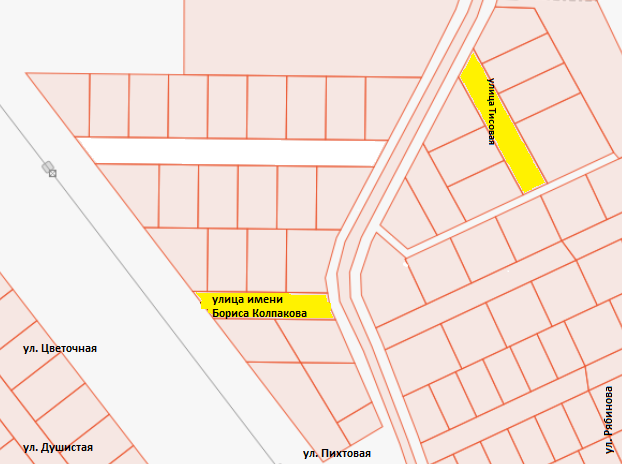 улица Тисовая
улица имени
Бориса Колпакова
ул. Цветочная
ул. Рябинова
ул. Душистая
ул. Пихтовая